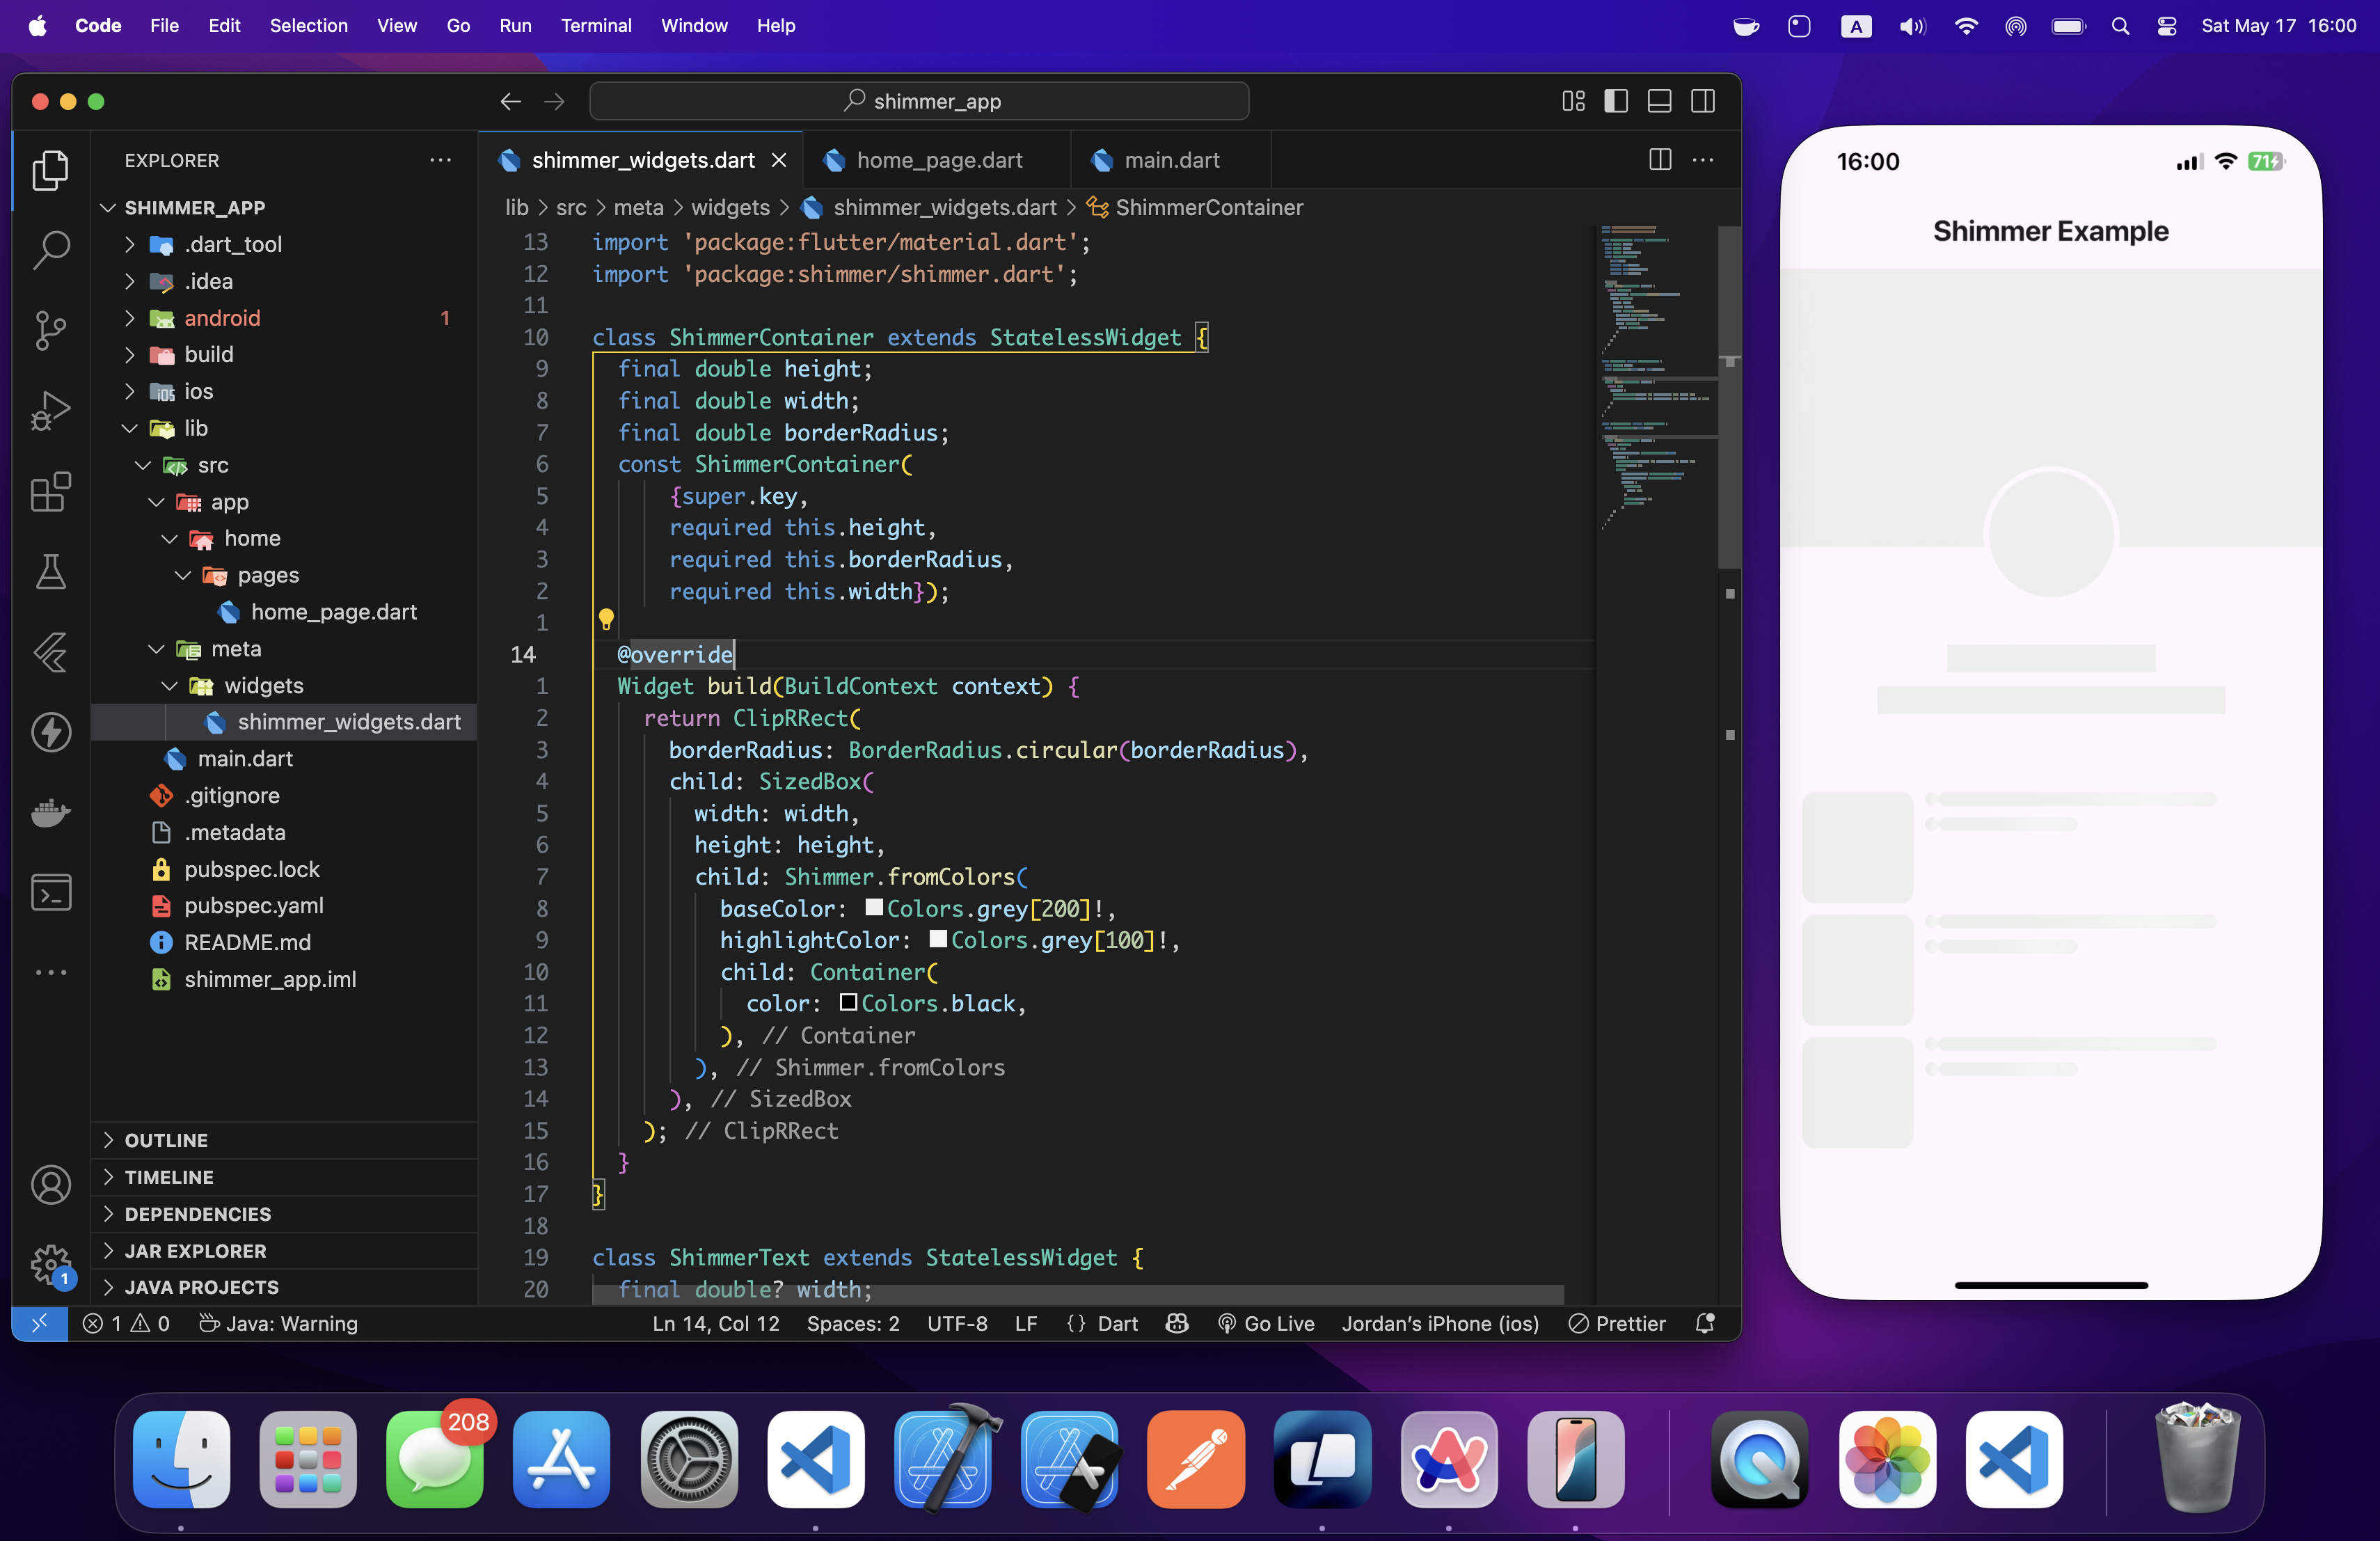 Code File Edit Selection View Go Run Terminal Window Help
A
Sat May 17 16:00
shimmer_app
EXPLORER
SHIMMER_APP
.dart_tool
.idea
android 1
build
ios
lib
src
app
home
pages
home_page.dart
meta
widgets
shimmer_widgets.dart
main.dart
.gitignore
.metadata
pubspec.lock
pubspec.yaml
README.md
shimmer_app.iml
OUTLINE
TIMELINE
DEPENDENCIES
JAR EXPLORER
JAVA PROJECTS
1
shimmer_widgets.dart home_page.dart main.dart
lib > src > meta > widgets > shimmer_widgets.dart > ShimmerContainer
13 import 'package:flutter/material.dart';
12 import 'package:shimmer/shimmer.dart';
11
10 class ShimmerContainer extends StatelessWidget {
9 final double height;
8 final double width;
7 final double borderRadius;
6 const ShimmerContainer(
5 {super.key,
4 required this.height,
3 required this.borderRadius,
2 required this.width});
1
14 @override
1 Widget build(BuildContext context) {
2 return ClipRRect(
3 borderRadius: BorderRadius.circular(borderRadius),
4 child: SizedBox(
5 width: width,
6 height: height,
7 child: Shimmer.fromColors(
8 baseColor: Colors.grey[200]!,
9 highlightColor: Colors.grey[100]!,
10 child: Container(
11 color: Colors.black,
12 ), // Container
13 ), // Shimmer.fromColors
14 ), // SizedBox
15 ); // ClipRRect
16 }
17 }
18
19 class ShimmerText extends StatelessWidget {
20 final double? width;
1 0 Java: Warning Ln 14, Col 12 Spaces: 2 UTF-8 LF {} Dart Go Live Jordan's iPhone (ios) Prettier
16:00 71
Shimmer Example
208